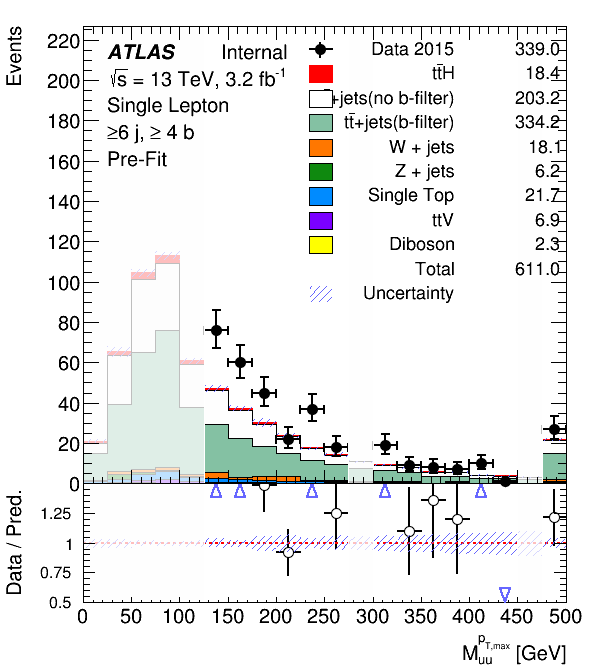 Events
220
200
180
160
140
120
100
80
60
40
20
0
ATLAS Internal
√s = 13 TeV, 3.2 fb-1
Single Lepton
≥6 j, ≥ 4 b
Pre-Fit
Data 2015 339.0
tt̄H 18.4
+jets(no b-filter) 203.2
tt̄+jets(b-filter) 334.2
W + jets 18.1
Z + jets 6.2
Single Top 21.7
ttV 6.9
Diboson 2.3
Total 611.0
Uncertainty
Data / Pred.
1.25
1
0.75
0.5
0 50 100 150 200 250 300 350 400 450 500
M_uu^pT,max [GeV]